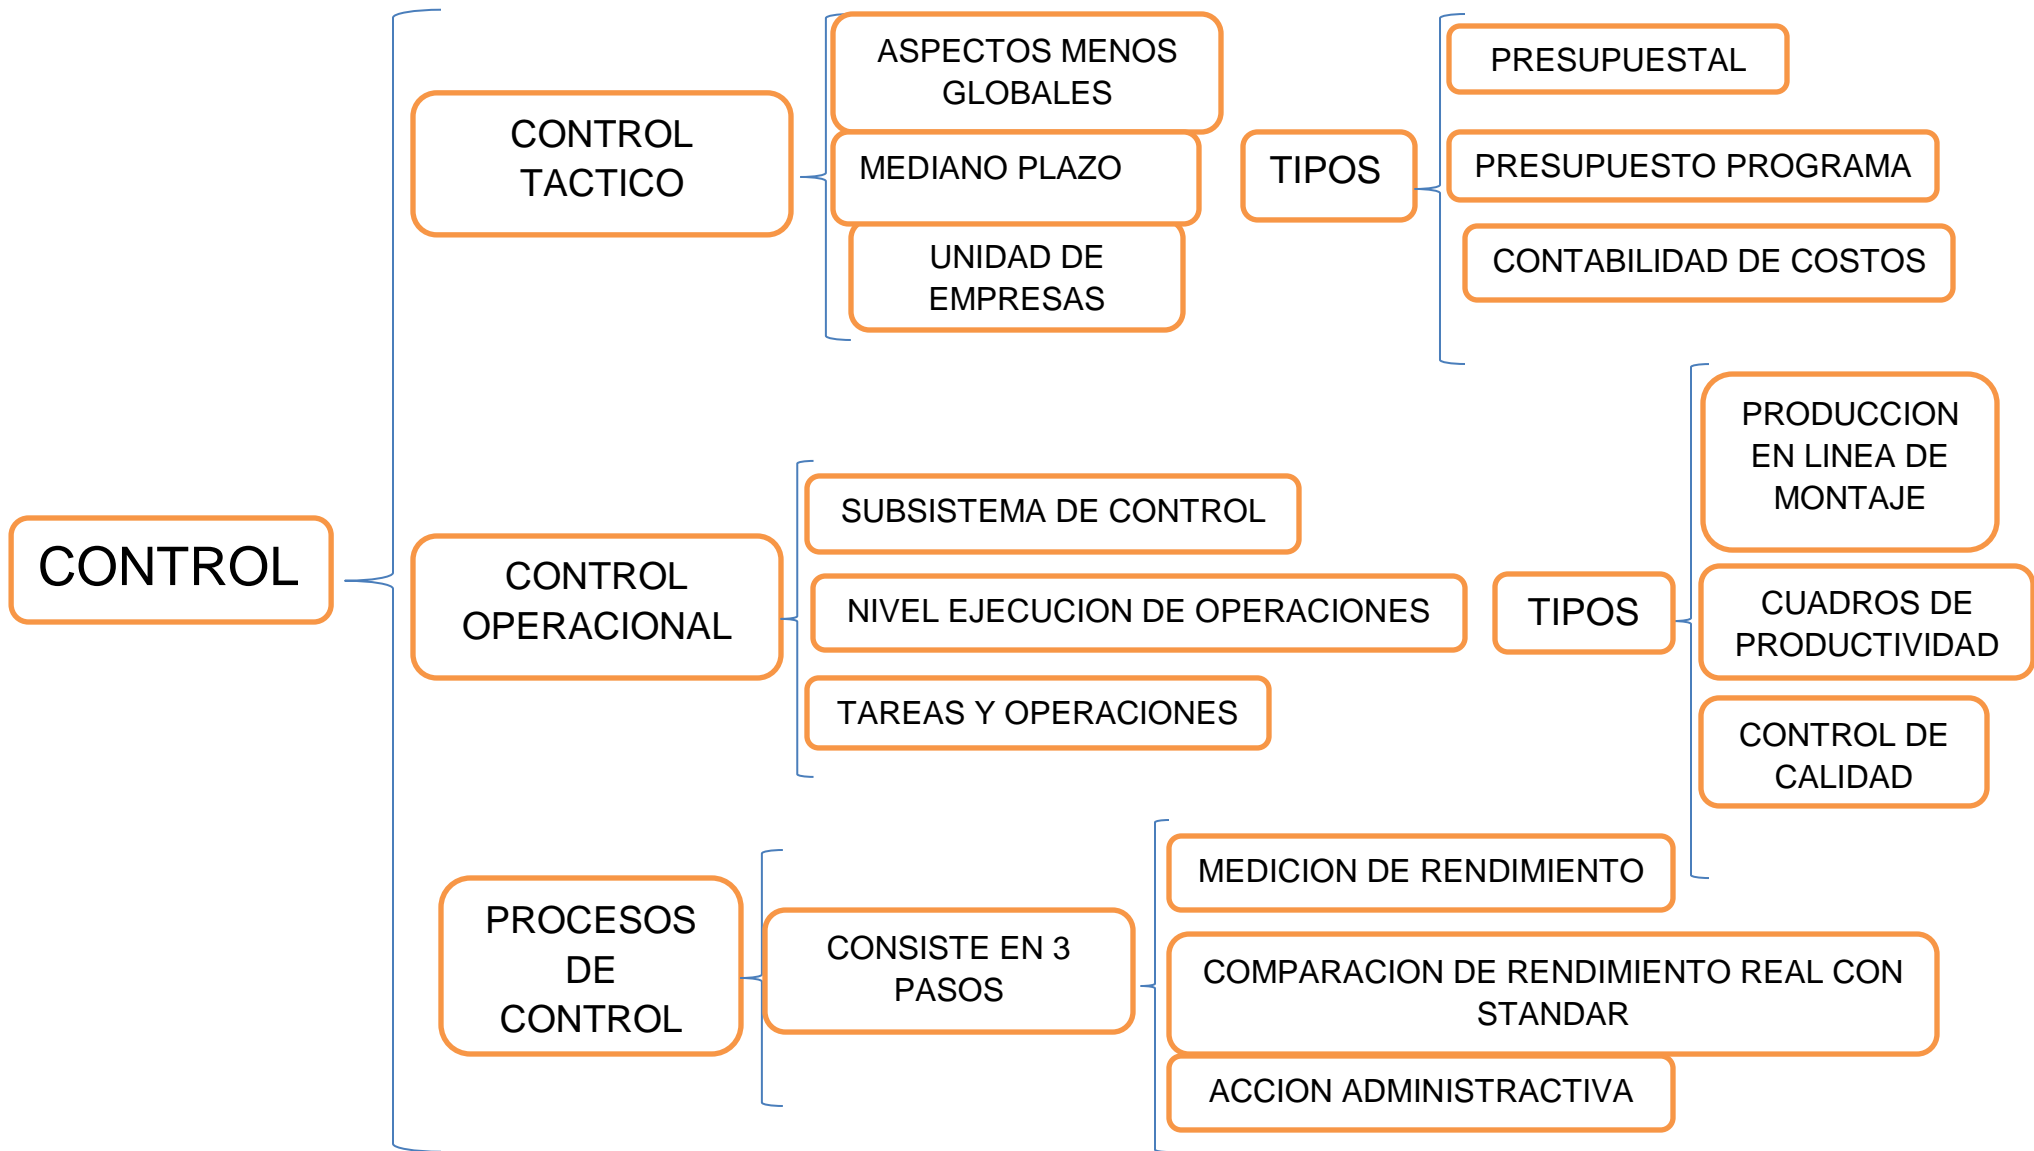 CONTROL
CONTROL
TACTICO
ASPECTOS MENOS
GLOBALES
MEDIANO PLAZO
UNIDAD DE
EMPRESAS
TIPOS
PRESUPUESTAL
PRESUPUESTO PROGRAMA
CONTABILIDAD DE COSTOS
CONTROL
OPERACIONAL
SUBSISTEMA DE CONTROL
NIVEL EJECUCION DE OPERACIONES
TAREAS Y OPERACIONES
TIPOS
PRODUCCION
EN LINEA DE
MONTAJE
CUADROS DE
PRODUCTIVIDAD
CONTROL DE
CALIDAD
PROCESOS
DE
CONTROL
CONSISTE EN 3
PASOS
MEDICION DE RENDIMIENTO
COMPARACION DE RENDIMIENTO REAL CON
STANDAR
ACCION ADMINISTRACTIVA